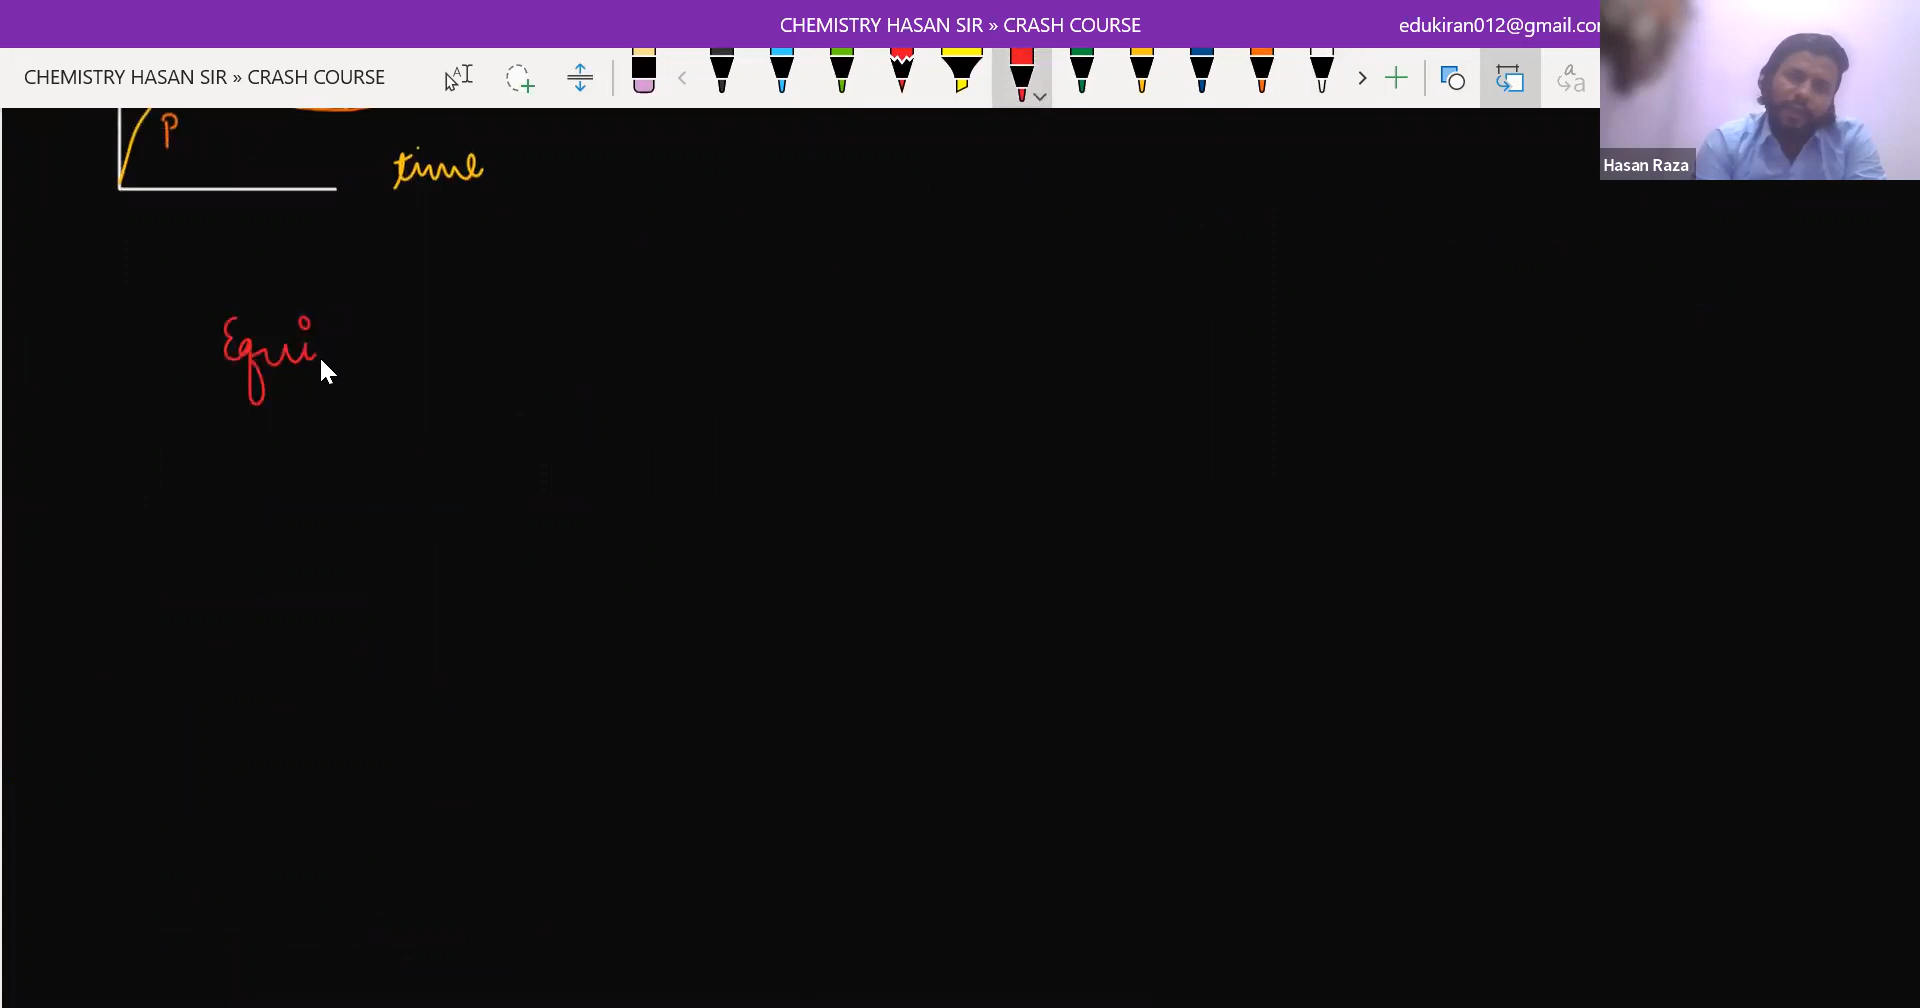 CHEMISTRY HASAN SIR » CRASH COURSE
edukiran012@gmail.co
CHEMISTRY HASAN SIR » CRASH COURSE
Hasan Raza
P
time
Equi